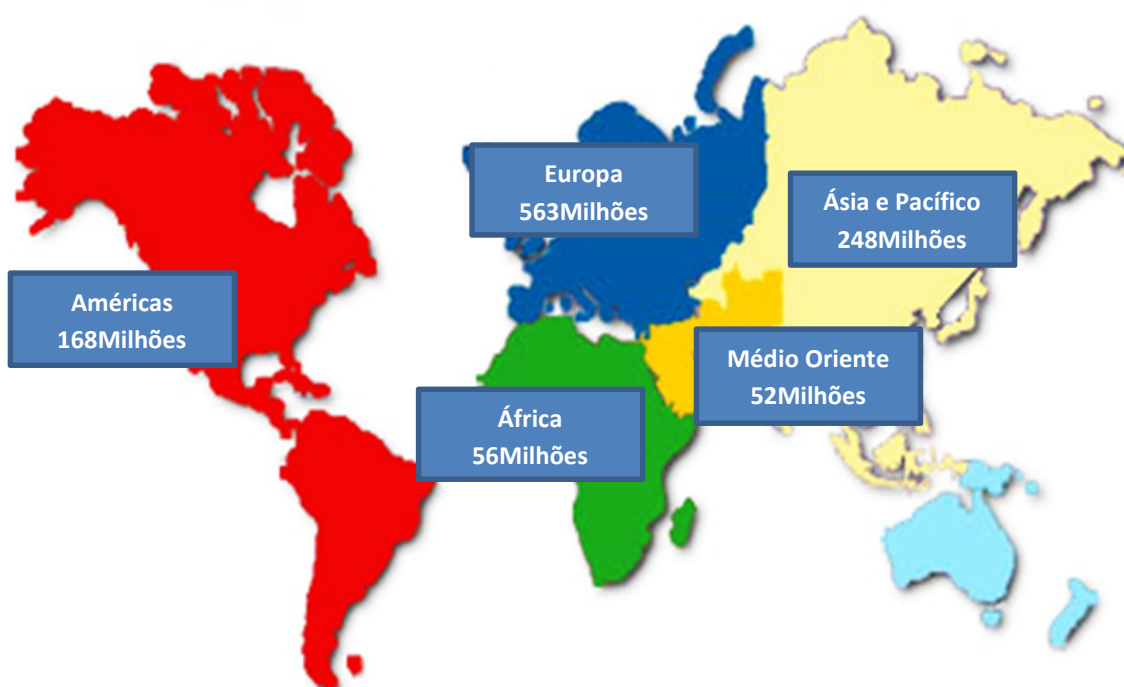 Europa
563Milhões
Ásia e Pacífico
248Milhões
Américas
168Milhões
Médio Oriente
52Milhões
África
56Milhões